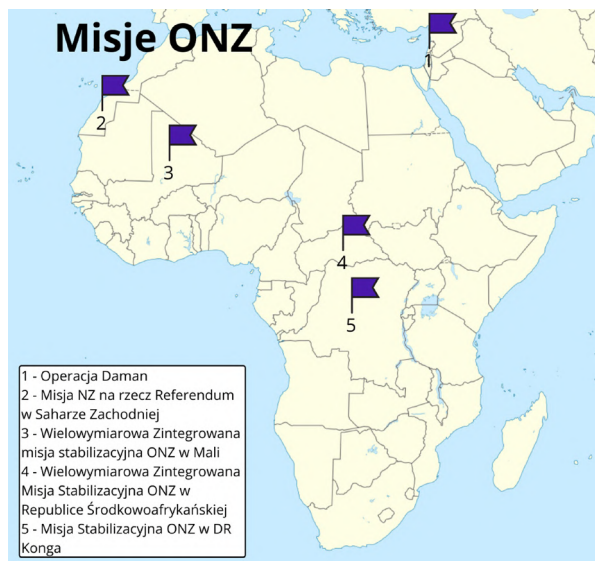 Misje ONZ
1
2
3
4
5
1 - Operacja Daman
2 - Misja NZ na rzecz Referendum
w Saharze Zachodniej
3 - Wielowymiarowa Zintegrowana
misja stabilizacyjna ONZ w Mali
4 - Wielowymiarowa Zintegrowana
Misja Stabilizacyjna ONZ w
Republice Środkowoafrykańskiej
5 - Misja Stabilizacyjna ONZ w DR
Konga